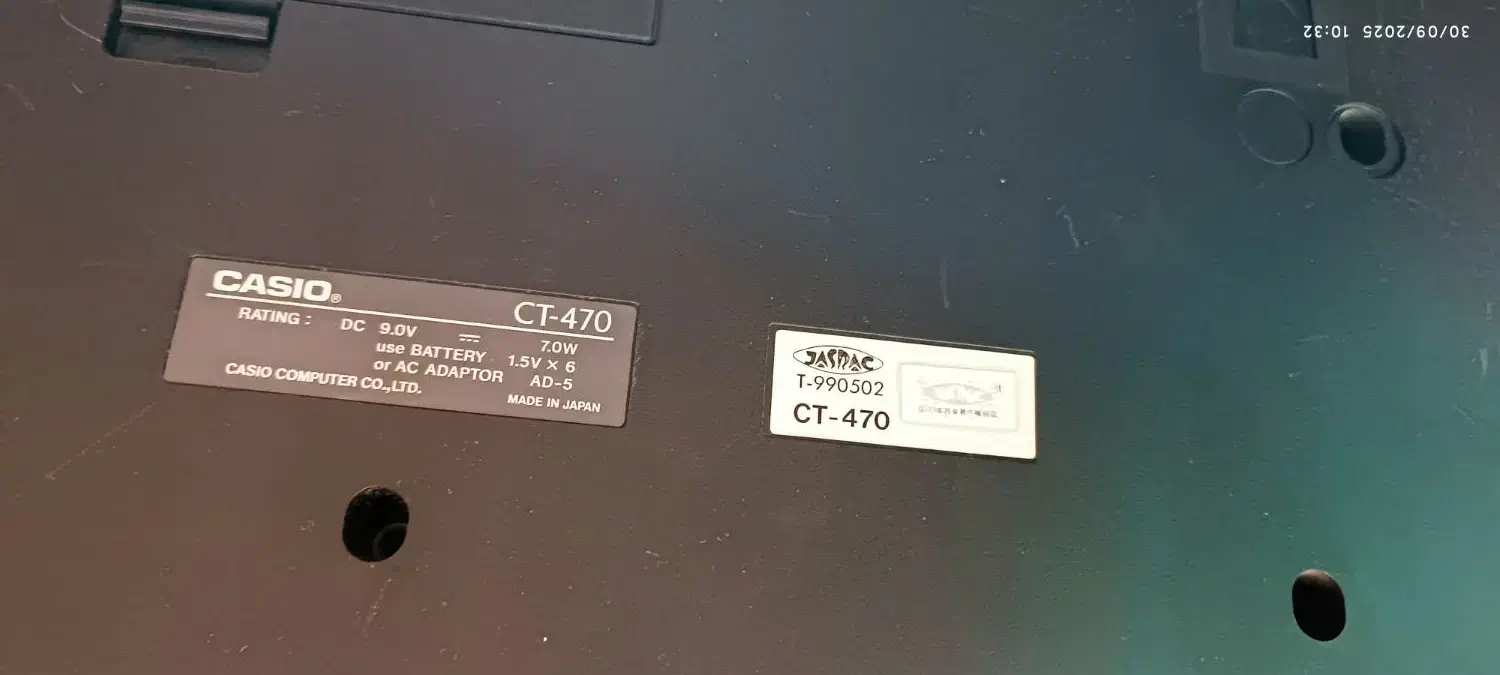 CASIO®
CT-470
RATING : DC 9.0V ⎓ 7.0W
use BATTERY 1.5V × 6
or AC ADAPTOR AD-5
CASIO COMPUTER CO.,LTD.
MADE IN JAPAN
JASRAC
T-990502
CT-470
30/09/2025 10:32